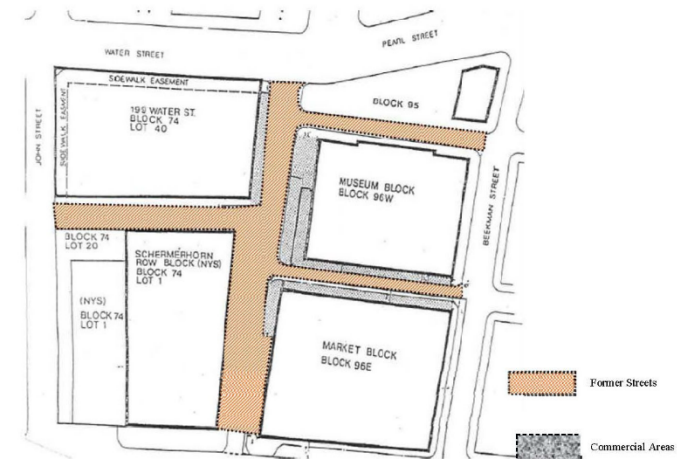 PEARL STREET
WATER STREET
SIDEWALK EASEMENT
BLOCK 95
199 WATER ST.
BLOCK 74
LOT 40
JOHN STREET
SIDEWALK EASMENT
MUSEUM BLOCK
BLOCK 96W
BEEKMAN STREET
BLOCK 74
LOT 20
SCHERMERHORN
ROW BLOCK (NYS)
BLOCK 74
LOT 1
(NYS)
BLOCK 74
LOT 1
MARKET BLOCK
BLOCK 96E
Former Streets
Commercial Areas